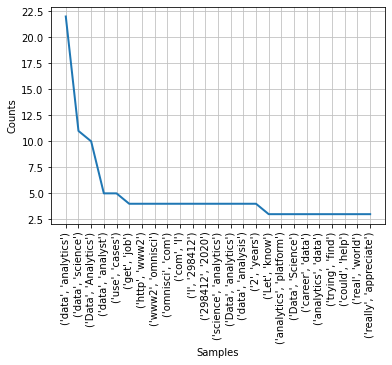 22.5
20.0
17.5
15.0
12.5
10.0
7.5
5.0
2.5
Counts
('data', 'analytics')
('data', 'science')
('Data', 'Analytics')
('data', 'analyst')
('use', 'cases')
('get', 'job')
('http', 'www2')
('www2', 'omnisci')
('omnisci', 'com')
('com', 'l')
('l', '298412')
('298412', '2020')
('science', 'analytics')
('Data', 'analytics')
('data', 'analysis')
('2', 'years')
('Let', 'know')
('analytics', 'platform')
('Data', 'Science')
('career', 'data')
('analytics', 'data')
('trying', 'find')
('could', 'help')
('real', 'world')
('really', 'appreciate')
Samples